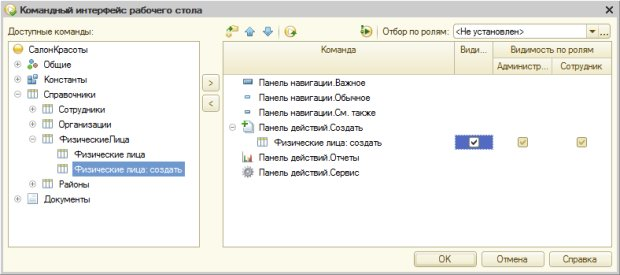 Командный интерфейс рабочего стола
Доступные команды:
Отбор по ролям: <Не установлен>
СалонКрасоты
Общие
Константы
Справочники
Сотрудники
Организации
ФизическиеЛица
Физические лица
Физические лица: создать
Районы
Документы
Команда
Види...
Видимость по ролям
Администр...
Сотрудник
Панель навигации.Важное
Панель навигации.Обычное
Панель навигации.См. также
Панель действий.Создать
Физические лица: создать
Панель действий.Отчеты
Панель действий.Сервис
OK
Отмена
Справка